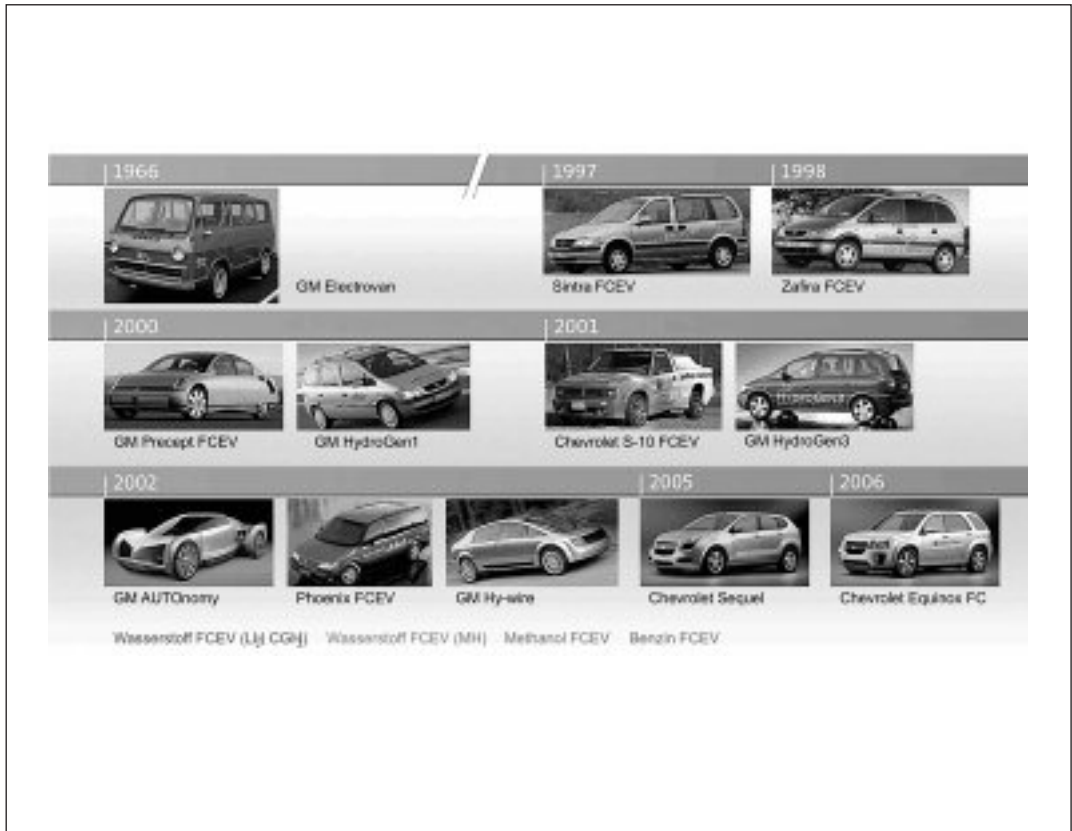 1966 1997 1998
GM Electrovan Sintra FCEV Zafira FCEV
2000 2001
GM Precept FCEV GM HydroGen1 Chevrolet S-10 FCEV GM HydroGen3
HydroGen3
2002 2005 2006
GM AUTOnomy Phoenix FCEV GM Hy-wire Chevrolet Sequel Chevrolet Equinox FC
Wasserstoff FCEV Wasserstoff FCEV (MH) Methanol FCEV Benzin FCEV